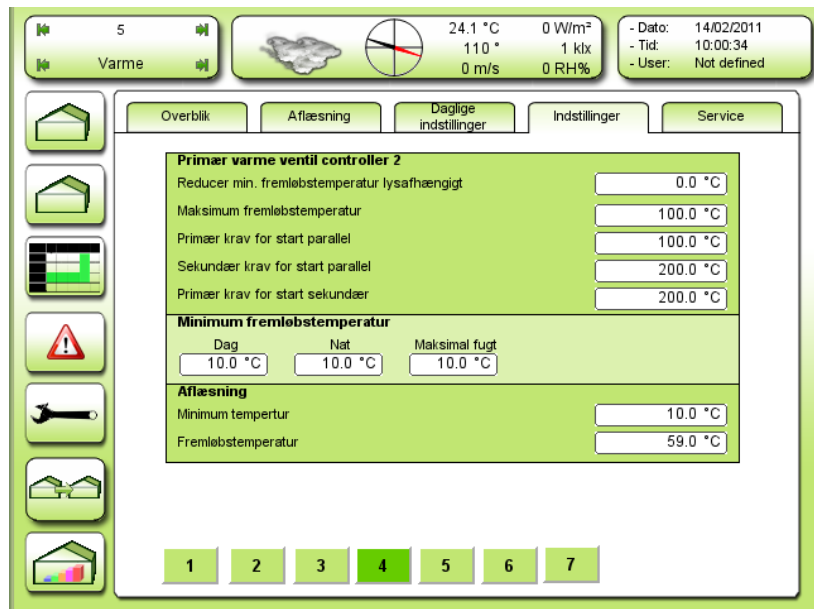 5
Varme
24.1 °C
110 °
0 m/s
0 W/m²
1 klx
0 RH%
- Dato: 14/02/2011
- Tid: 10:00:34
- User: Not defined
Overblik
Aflæsning
Daglige
indstillinger
Indstillinger
Service
Primær varme ventil controller 2
Reducer min. fremløbstemperatur lysafhængigt 0.0 °C
Maksimum fremløbstemperatur 100.0 °C
Primær krav for start parallel 100.0 °C
Sekundær krav for start parallel 200.0 °C
Primær krav for start sekundær 200.0 °C
Minimum fremløbstemperatur
Dag Nat Maksimal fugt
10.0 °C 10.0 °C 10.0 °C
Aflæsning
Minimum tempertur 10.0 °C
Fremløbstemperatur 59.0 °C
1 2 3 4 5 6 7